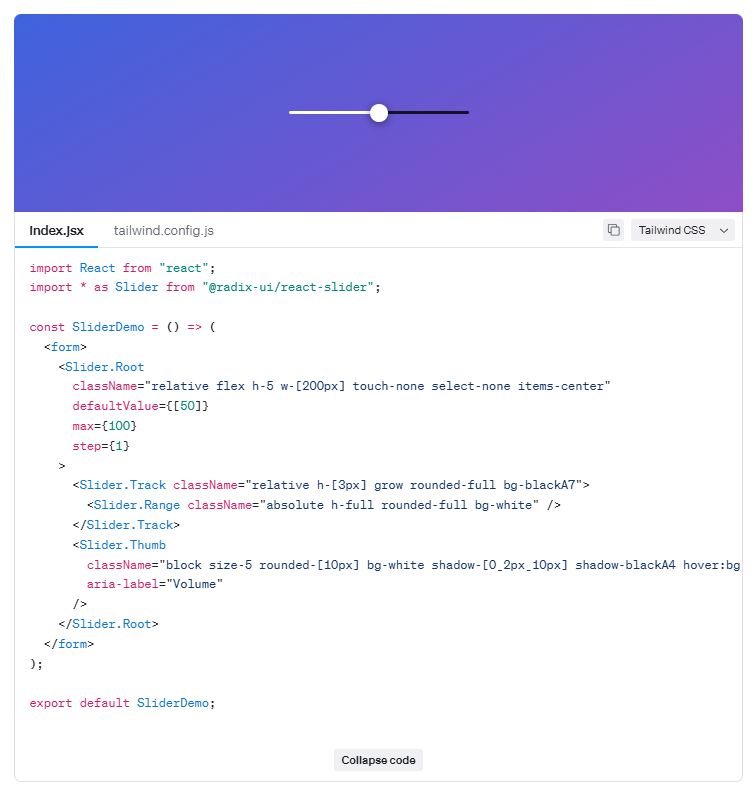 Index.jsx tailwind.config.js Tailwind CSS
import React from "react";
import * as Slider from "@radix-ui/react-slider";
const SliderDemo = () => (
<form>
<Slider.Root
className="relative flex h-5 w-[200px] touch-none select-none items-center"
defaultValue={[50]}
max={100}
step={1}
>
<Slider.Track className="relative h-[3px] grow rounded-full bg-blackA7">
<Slider.Range className="absolute h-full rounded-full bg-white" />
</Slider.Track>
<Slider.Thumb
className="block size-5 rounded-[10px] bg-white shadow-[0_2px_10px] shadow-blackA4 hover:bg
aria-label="Volume"
/>
</Slider.Root>
</form>
);
export default SliderDemo;
Collapse code